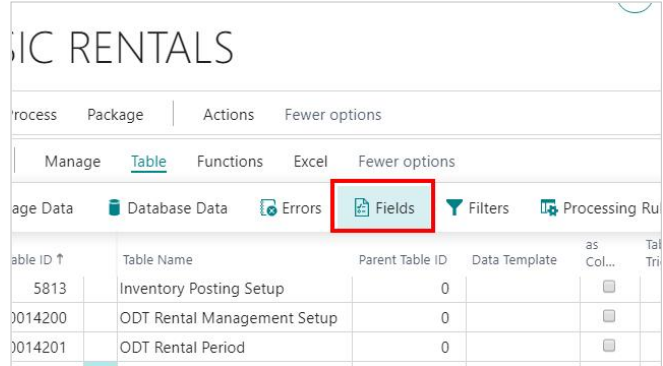 SIC RENTALS
Process Package Actions Fewer options
Manage Table Functions Excel Fewer options
age Data Database Data Errors Fields Filters Processing Ru
as Tal
able ID ↑ Table Name Parent Table ID Data Template Col... Tri
5813 Inventory Posting Setup 0
0014200 ODT Rental Management Setup 0
0014201 ODT Rental Period 0